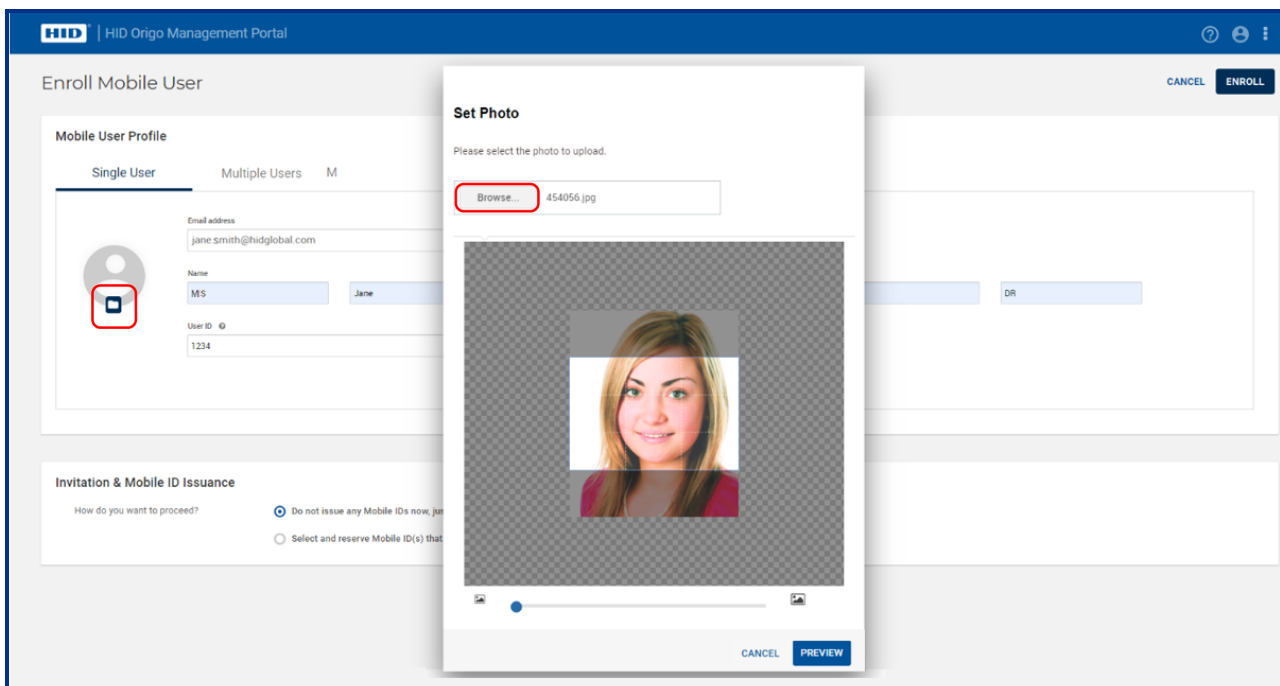 HID | HID Origo Management Portal
Enroll Mobile User
CANCEL ENROLL
Mobile User Profile
Single User Multiple Users M
Email address
jane.smith@hidglobal.com
Name
MS Jane DR
User ID
1234
Invitation & Mobile ID Issuance
How do you want to proceed?
Do not issue any Mobile IDs now, jus
Select and reserve Mobile ID(s) that
Set Photo
Please select the photo to upload.
Browse... 454056.jpg
CANCEL PREVIEW